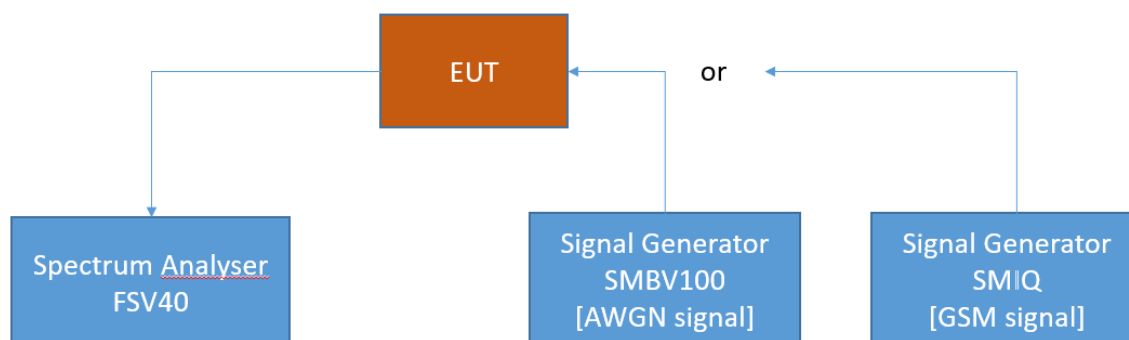 EUT
or
Spectrum Analyser
FSV40
Signal Generator
SMBV100
[AWGN signal]
Signal Generator
SMIQ
[GSM signal]